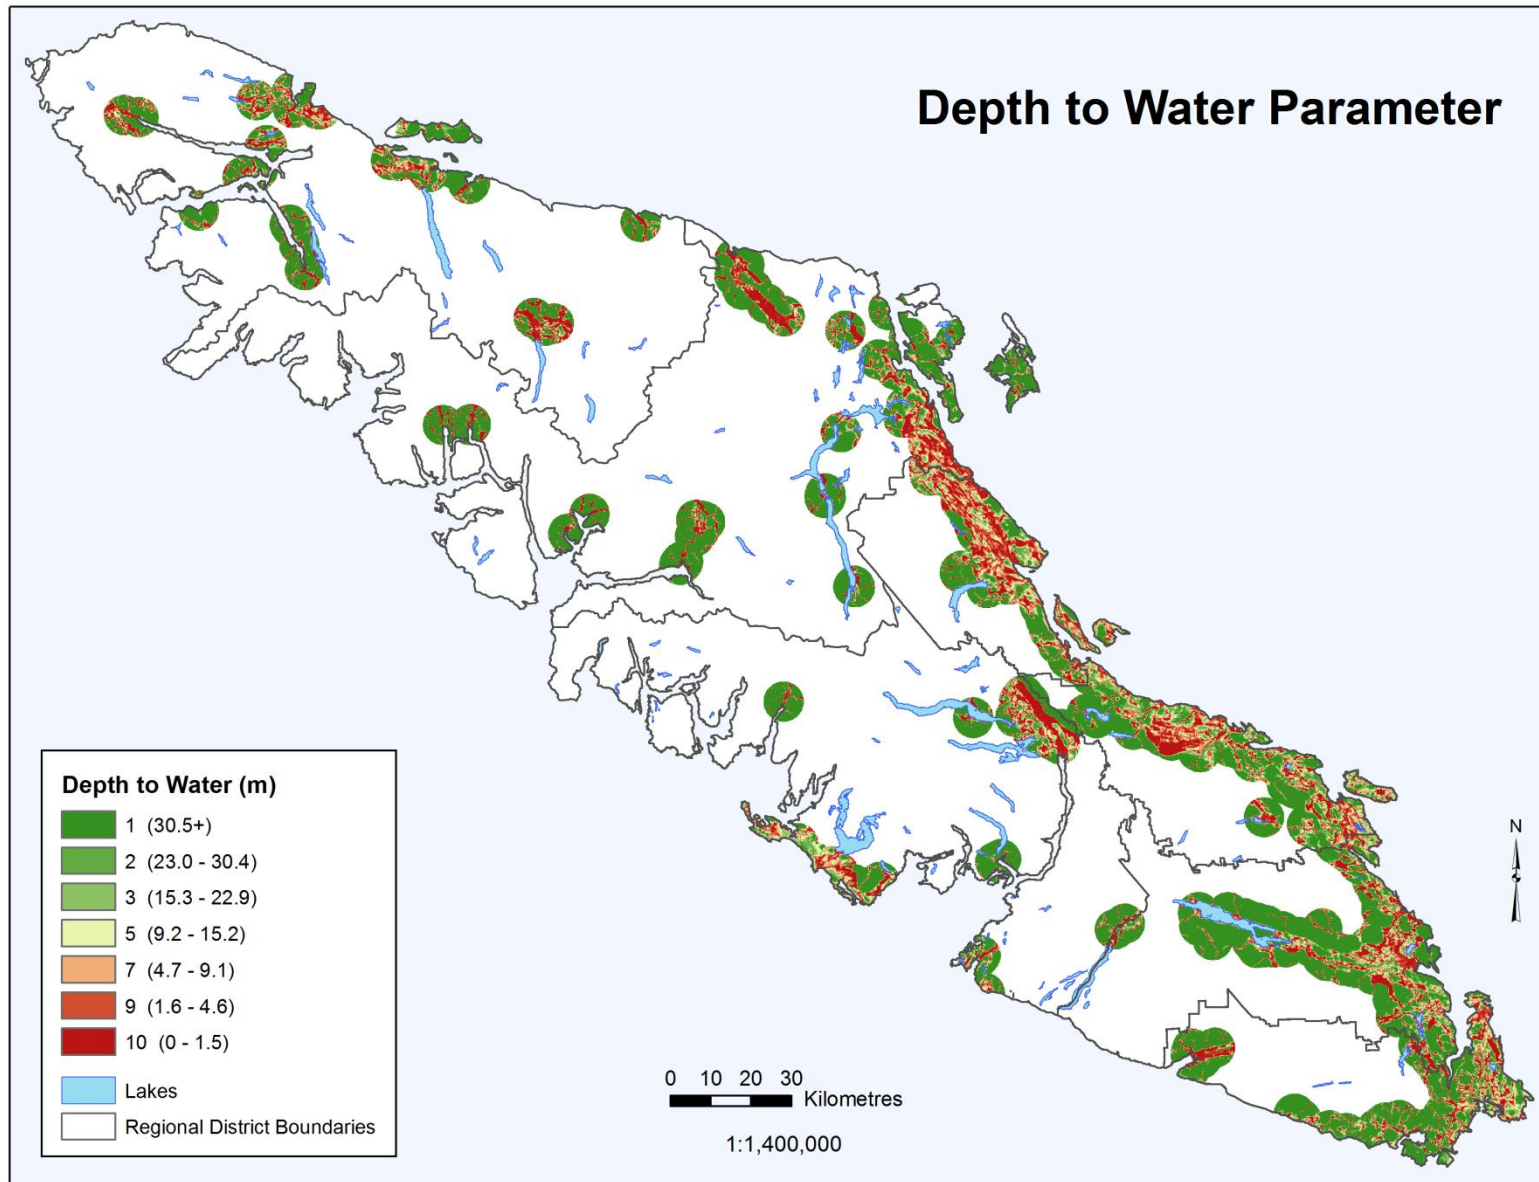 Depth to Water Parameter
Depth to Water (m)
1 (30.5+)
2 (23.0 - 30.4)
3 (15.3 - 22.9)
5 (9.2 - 15.2)
7 (4.7 - 9.1)
9 (1.6 - 4.6)
10 (0 - 1.5)
Lakes
Regional District Boundaries
0 10 20 30
Kilometres
1:1,400,000
N